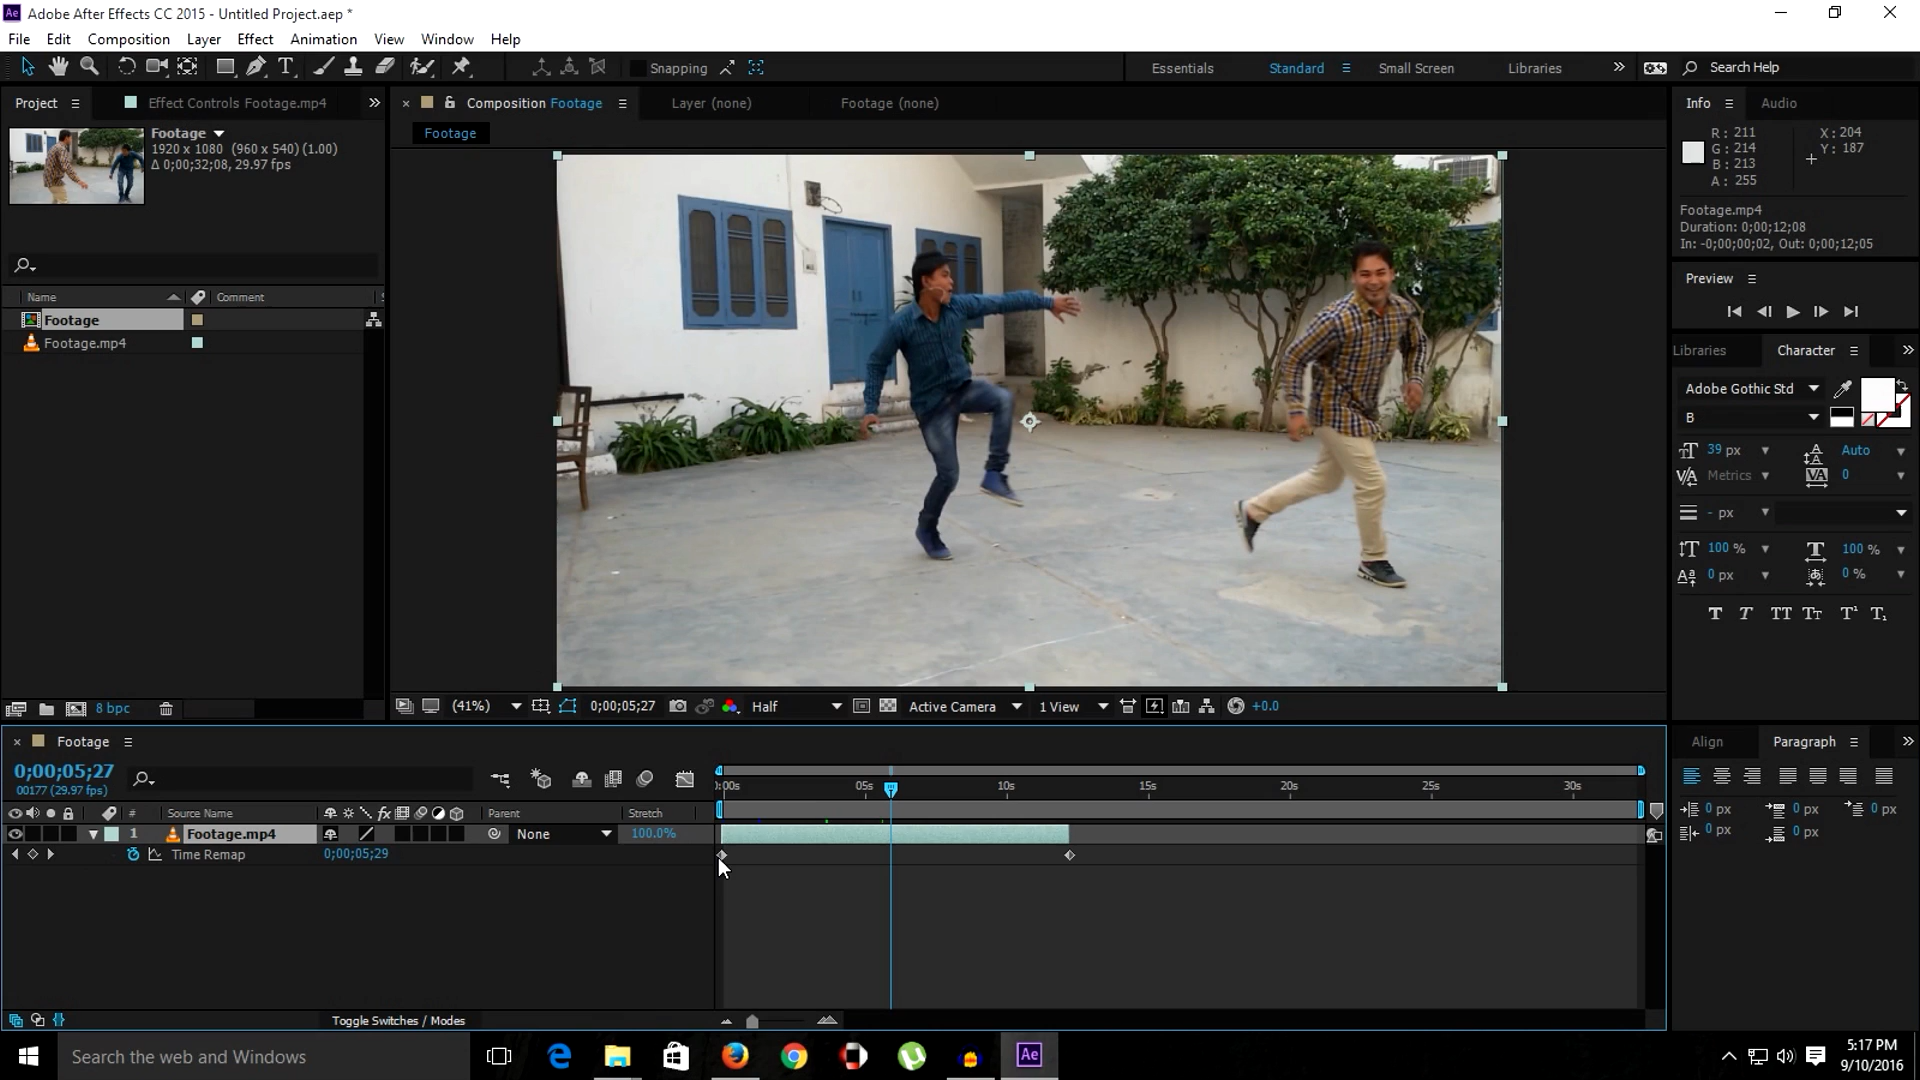 Ae Adobe After Effects CC 2015 - Untitled Project.aep *
File Edit Composition Layer Effect Animation View Window Help
T Snapping Essentials Standard Small Screen Libraries Search Help
Project Effect Controls Footage.mp4
Footage
1920 x 1080 (960 x 540) (1.00)
Δ 0;00;32;08, 29.97 fps
Name Comment
Footage
Footage.mp4
8 bpc
Composition Footage Layer (none) Footage (none)
Footage
(41%) 0;00;05;27 Half Active Camera 1 View +0.0
Info Audio
R: 211 X: 204
G: 214 Y: 187
B: 213
A: 255
Footage.mp4
Duration: 0;00;12;08
In: -0;00;00;02, Out: 0;00;12;05
Preview
Libraries Character
Adobe Gothic Std
B
39 px Auto
Metrics 0
- px
100 % 100 %
0 px 0 %
T T TT Tт T¹ T₁
Footage
0;00;05;27
00177 (29.97 fps)
:00s 05s 10s 15s 20s 25s 30s
# Source Name fx Parent Stretch
1 Footage.mp4 None 100.0%
Time Remap 0;00;05;29
Toggle Switches / Modes
Align Paragraph
0 px 0 px 0 px
0 px 0 px
Search the web and Windows
Ae
5:17 PM
9/10/2016